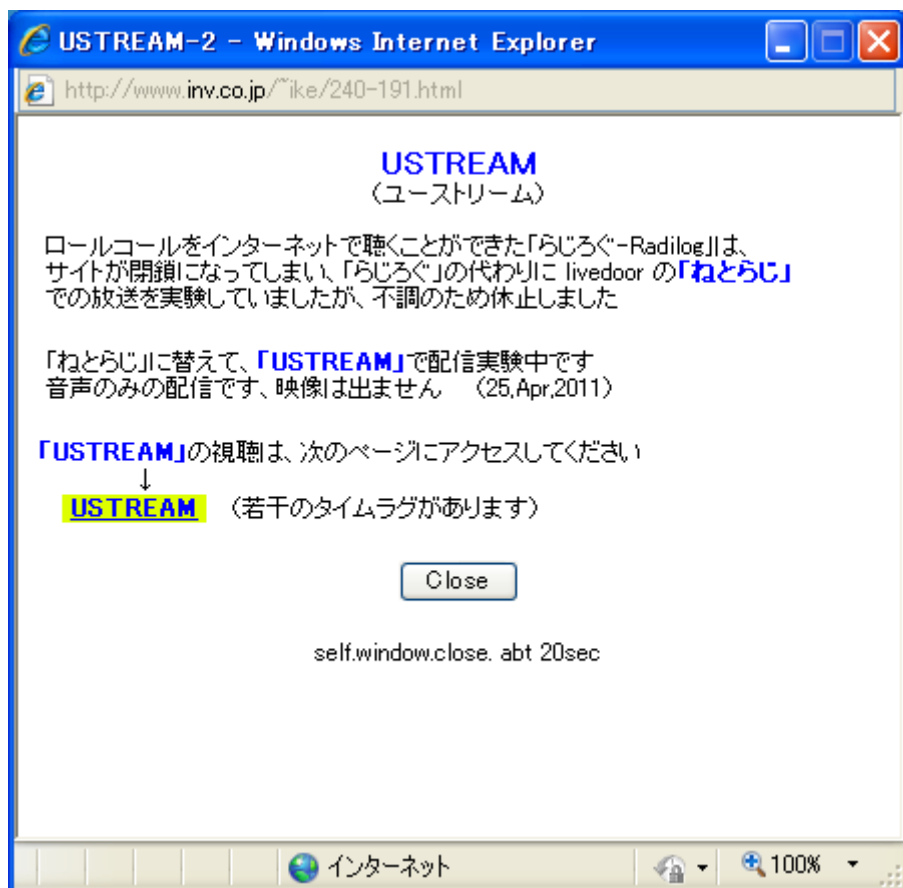 USTREAM-2 - Windows Internet Explorer
http://www.inv.co.jp/~ike/240-191.html
USTREAM
（ユーストリーム）
ロールコールをインターネットで聴くことができた「らじろぐ-Radilog」は、
サイトが閉鎖になってしまい、「らじろぐ」の代わりに livedoor の「ねとらじ」
での放送を実験していましたが、不調のため休止しました
「ねとらじ」に替えて、「USTREAM」で配信実験中です
音声のみの配信です、映像は出ません （25,Apr,2011）
「USTREAM」の視聴は、次のページにアクセスしてください
↓
USTREAM （若干のタイムラグがあります）
Close
self.window.close. abt 20sec
インターネット 100%